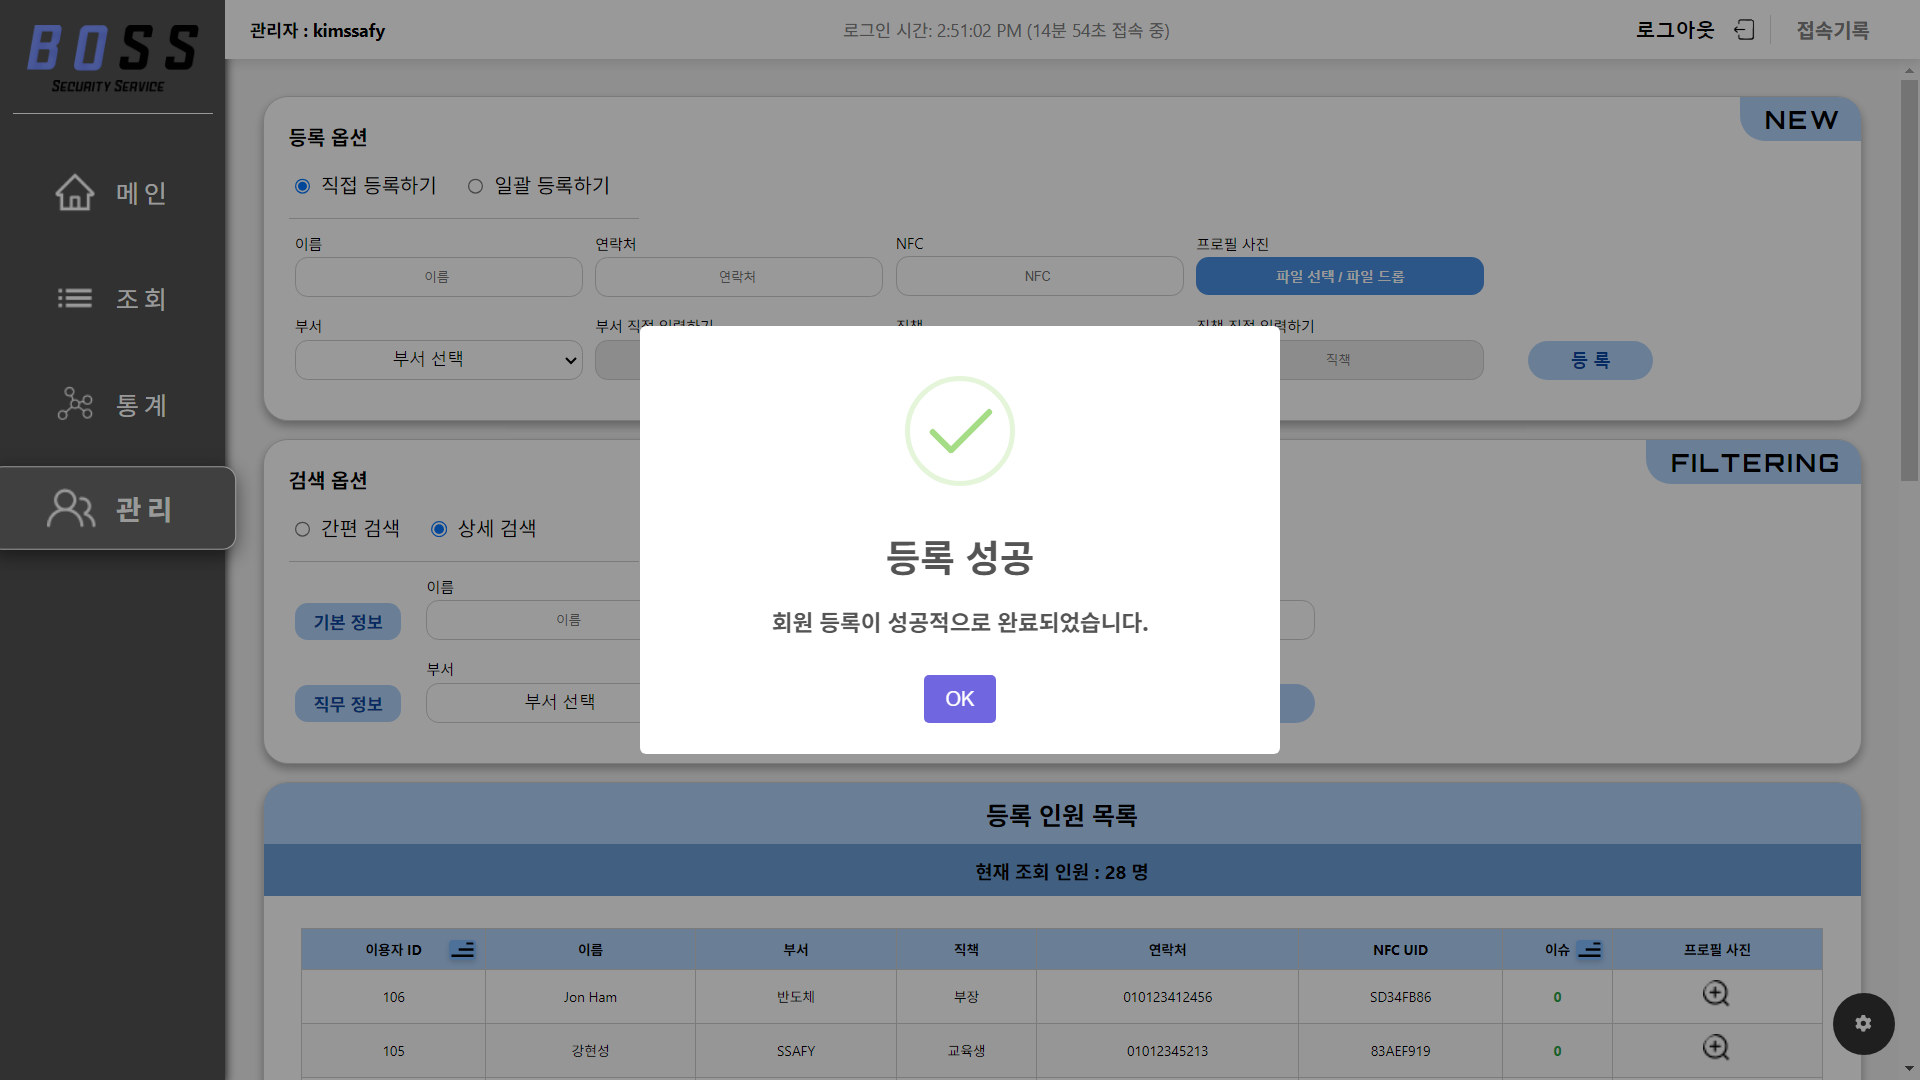 BOSS
SECURITY SERVICE
메인
조회
통계
관리
관리자 : kimssafy
로그인 시간: 2:51:02 PM (14분 54초 접속 중)
로그아웃
접속기록
등록 옵션
NEW
직접 등록하기
일괄 등록하기
이름
연락처
NFC
프로필 사진
이름
연락처
NFC
파일 선택 / 파일 드롭
부서
부서 직접 입력하기
직책
직책 직접 입력하기
부서 선택
직책
등 록
검색 옵션
FILTERING
간편 검색
상세 검색
이름
기본 정보
이름
부서
직무 정보
부서 선택
등록 성공
회원 등록이 성공적으로 완료되었습니다.
OK
등록 인원 목록
현재 조회 인원 : 28 명
이용자 ID 이름 부서 직책 연락처 NFC UID 이슈 프로필 사진
106 Jon Ham 반도체 부장 010123412456 SD34FB86 0
105 강현성 SSAFY 교육생 01012345213 83AEF919 0